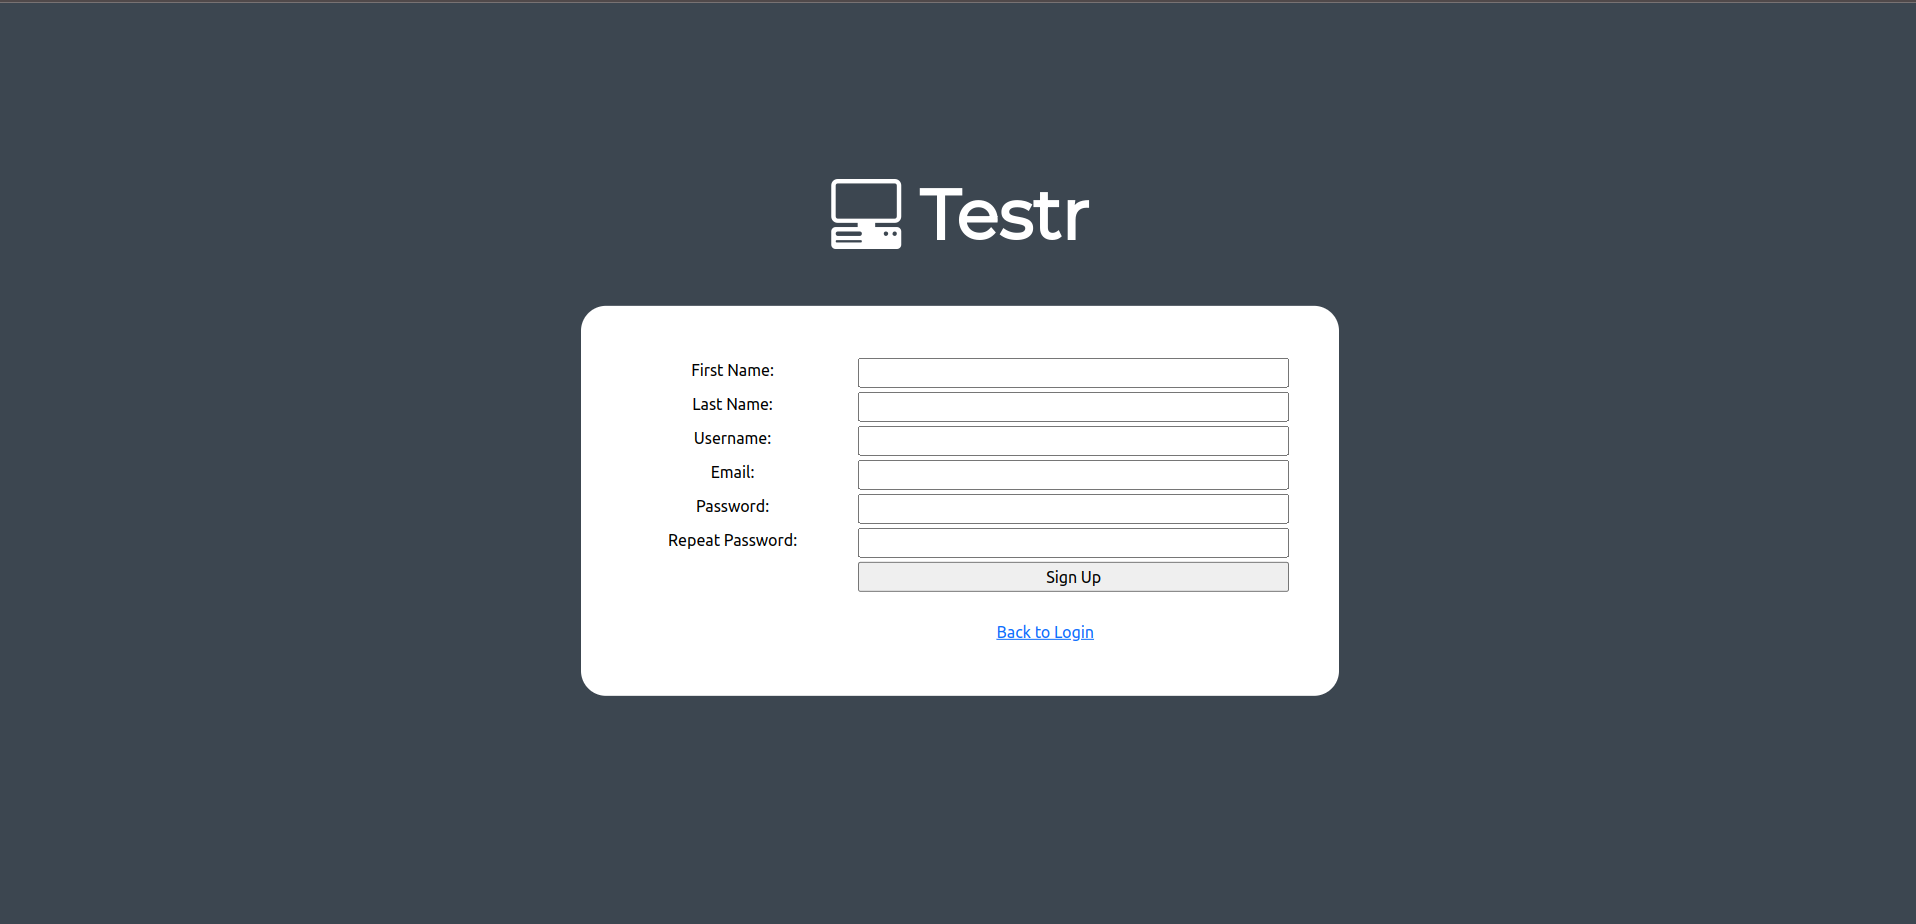 Testr
First Name:
Last Name:
Username:
Email:
Password:
Repeat Password:
Sign Up
Back to Login